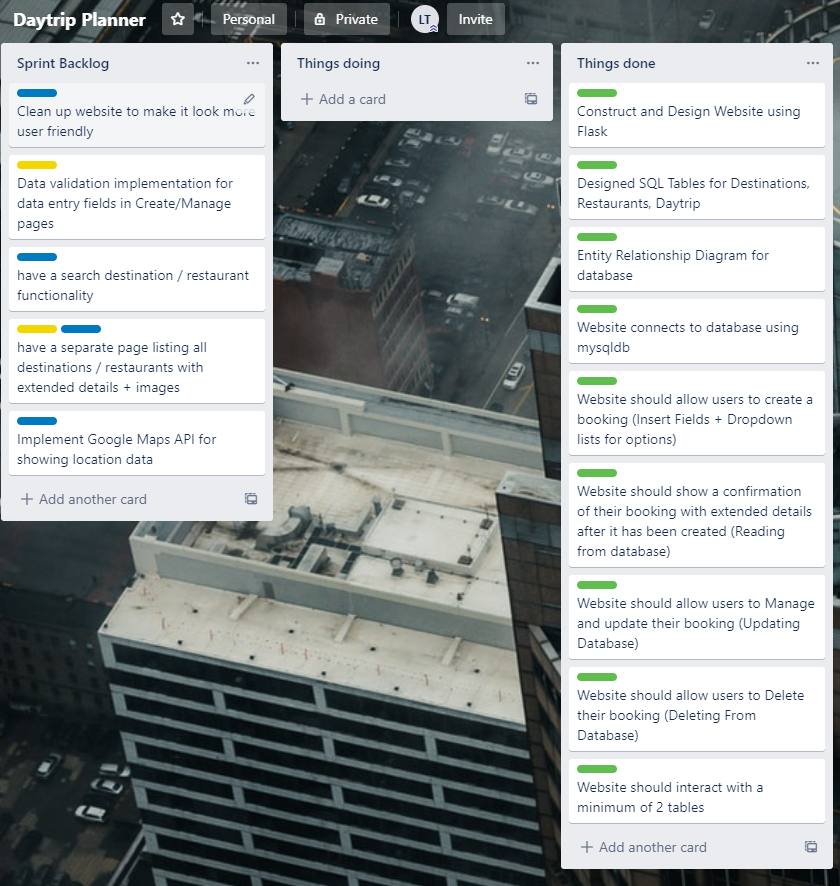 Daytrip Planner
Personal
Private
LT
Invite
Sprint Backlog
Clean up website to make it look more
user friendly
Data validation implementation for
data entry fields in Create/Manage
pages
have a search destination / restaurant
functionality
have a separate page listing all
destinations / restaurants with
extended details + images
Implement Google Maps API for
showing location data
+ Add another card
Things doing
+ Add a card
Things done
Construct and Design Website using
Flask
Designed SQL Tables for Destinations,
Restaurants, Daytrip
Entity Relationship Diagram for
database
Website connects to database using
mysqldb
Website should allow users to create a
booking (Insert Fields + Dropdown
lists for options)
Website should show a confirmation
of their booking with extended details
after it has been created (Reading
from database)
Website should allow users to Manage
and update their booking (Updating
Database)
Website should allow users to Delete
their booking (Deleting From
Database)
Website should interact with a
minimum of 2 tables
+ Add another card